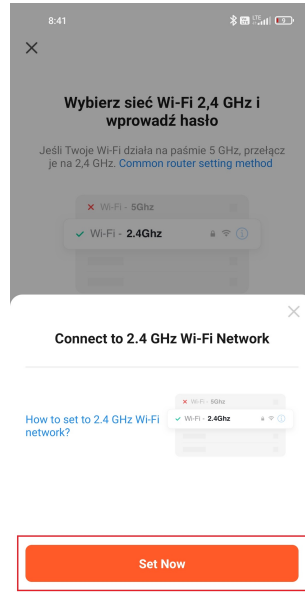 8:41
LTE
Wybierz sieć Wi-Fi 2,4 GHz i
wprowadź hasło
Jeśli Twoje Wi-Fi działa na paśmie 5 GHz, przełącz
je na 2,4 GHz. Common router setting method
Wi-Fi - 5Ghz
Wi-Fi - 2.4Ghz
Connect to 2.4 GHz Wi-Fi Network
How to set to 2.4 GHz Wi-Fi
network?
Wi-Fi - 5Ghz
Wi-Fi - 2.4Ghz
Set Now